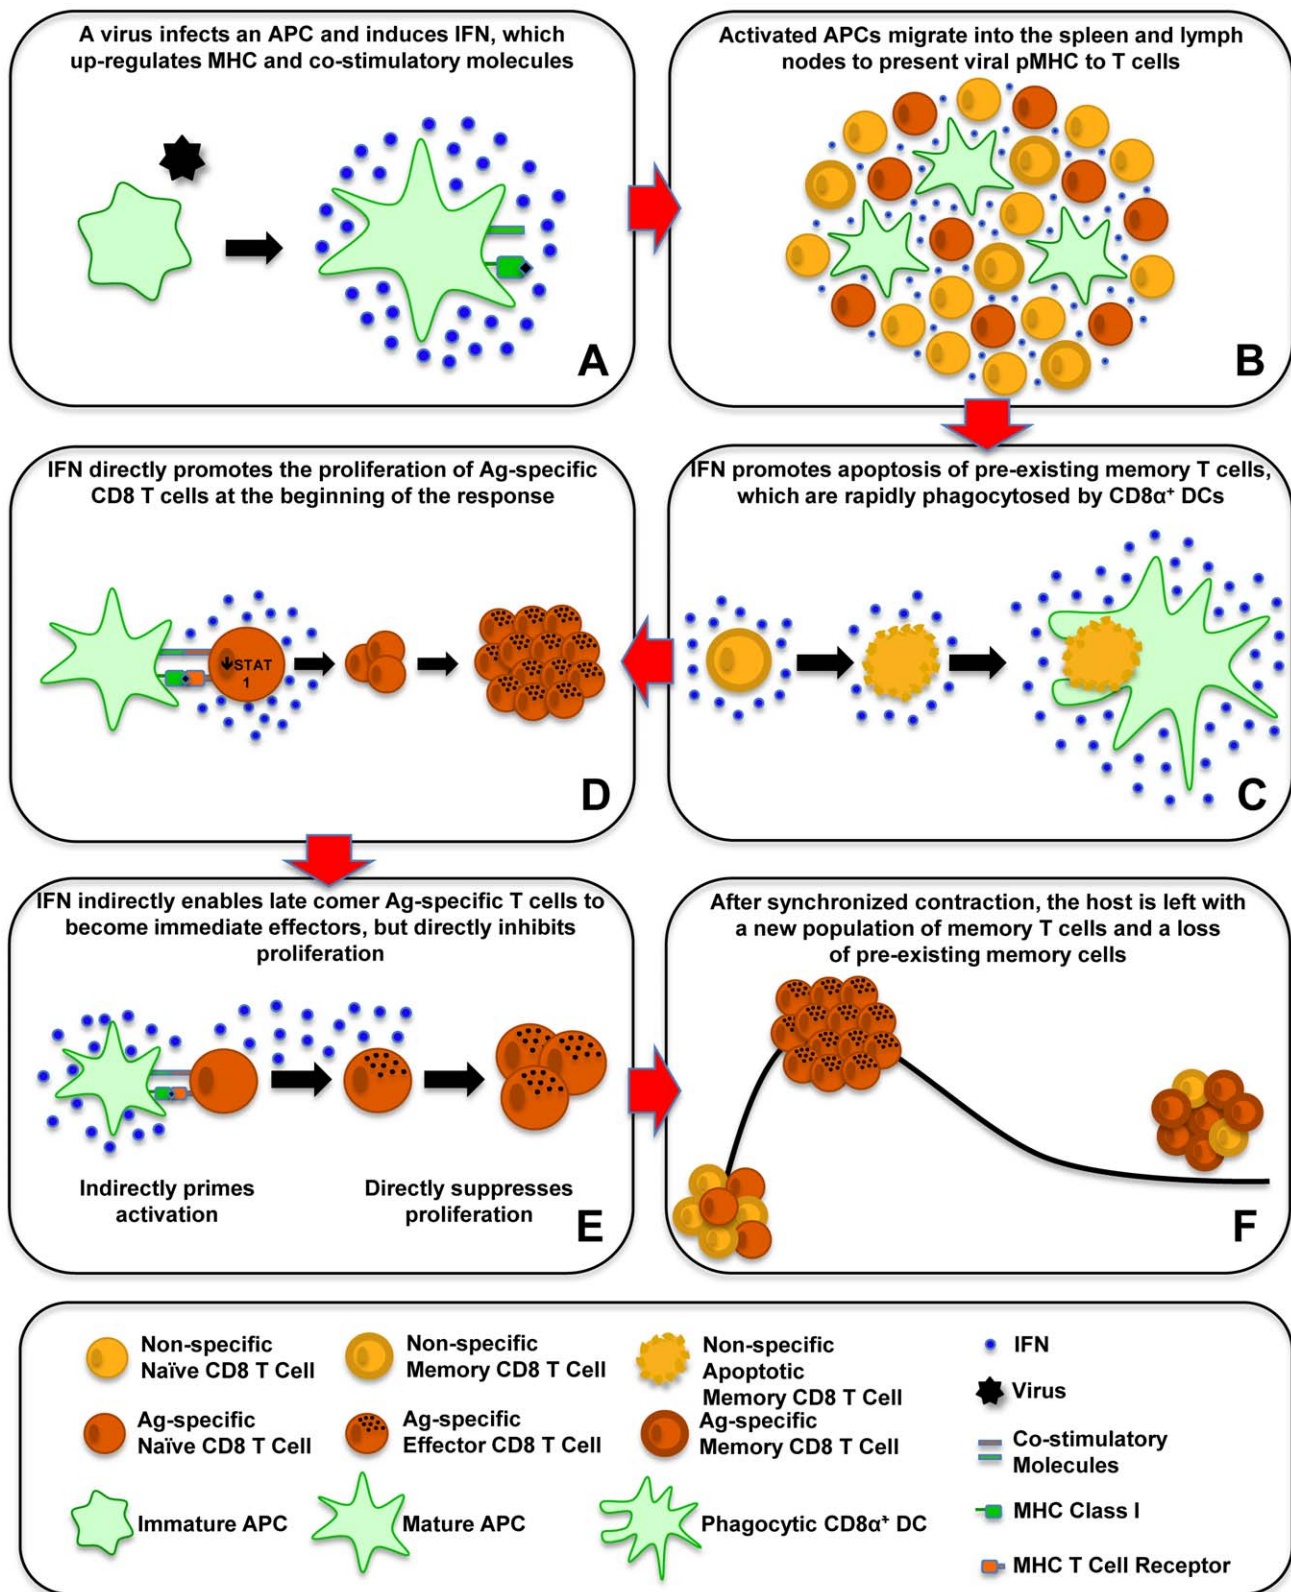 A virus infects an APC and induces IFN, which
up-regulates MHC and co-stimulatory molecules
A
Activated APCs migrate into the spleen and lymph
nodes to present viral pMHC to T cells
B
IFN directly promotes the proliferation of Ag-specific
CD8 T cells at the beginning of the response
STAT
1
D
IFN promotes apoptosis of pre-existing memory T cells,
which are rapidly phagocytosed by CD8α⁺ DCs
C
IFN indirectly enables late comer Ag-specific T cells to
become immediate effectors, but directly inhibits
proliferation
Indirectly primes
activation
Directly suppresses
proliferation
E
After synchronized contraction, the host is left with
a new population of memory T cells and a loss
of pre-existing memory cells
F
Non-specific
Naïve CD8 T Cell
Non-specific
Memory CD8 T Cell
Non-specific
Apoptotic
Memory CD8 T Cell
IFN
Virus
Ag-specific
Naïve CD8 T Cell
Ag-specific
Effector CD8 T Cell
Ag-specific
Memory CD8 T Cell
Co-stimulatory
Molecules
Immature APC
Mature APC
Phagocytic CD8α⁺ DC
MHC Class I
MHC T Cell Receptor